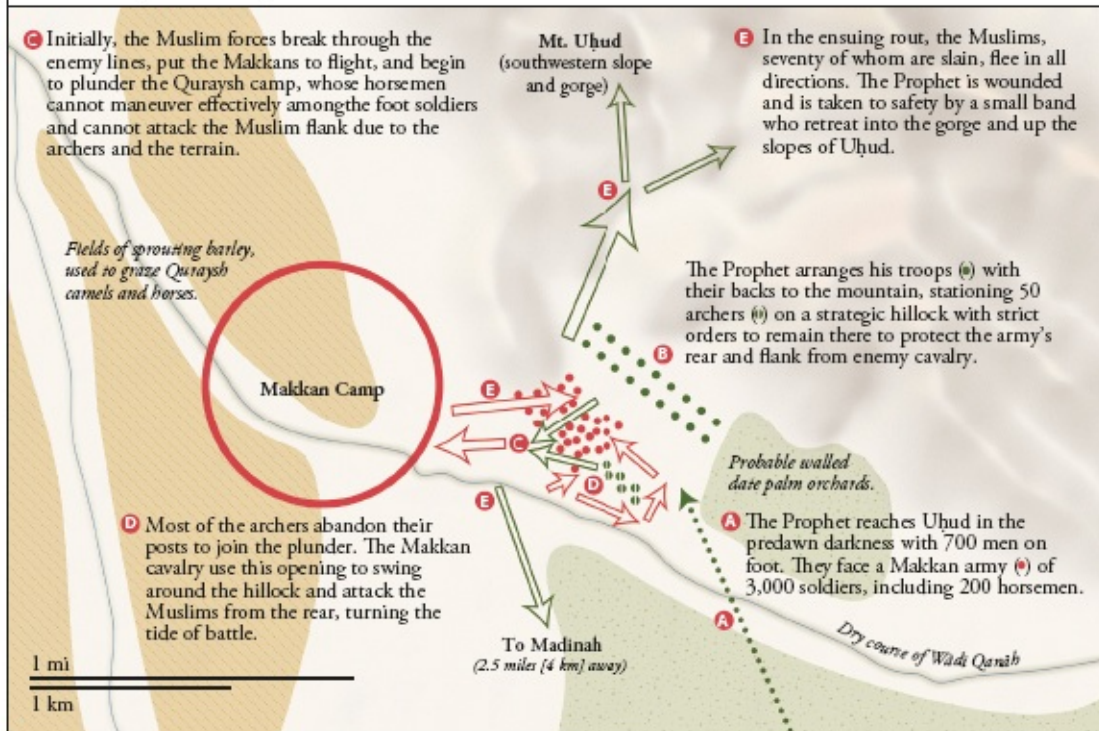 C Initially, the Muslim forces break through the
enemy lines, put the Makkans to flight, and begin
to plunder the Quraysh camp, whose horsemen
cannot maneuver effectively amongthe foot soldiers
and cannot attack the Muslim flank due to the
archers and the terrain.
Mt. Uḥud
(southwestern slope
and gorge)
E In the ensuing rout, the Muslims,
seventy of whom are slain, flee in all
directions. The Prophet is wounded
and is taken to safety by a small band
who retreat into the gorge and up the
slopes of Uḥud.
E
Fields of sprouting barley,
used to graze Quraysh
camels and horses.
The Prophet arranges his troops () with
their backs to the mountain, stationing 50
archers () on a strategic hillock with strict
orders to remain there to protect the army's
rear and flank from enemy cavalry.
B
Makkan Camp
E
C
D
E
Probable walled
date palm orchards.
D Most of the archers abandon their
posts to join the plunder. The Makkan
cavalry use this opening to swing
around the hillock and attack the
Muslims from the rear, turning the
tide of battle.
A The Prophet reaches Uḥud in the
predawn darkness with 700 men on
foot. They face a Makkan army () of
3,000 soldiers, including 200 horsemen.
A
To Madinah
(2.5 miles [4 km] away)
Dry course of Wādī Qanāh
1 mi
1 km